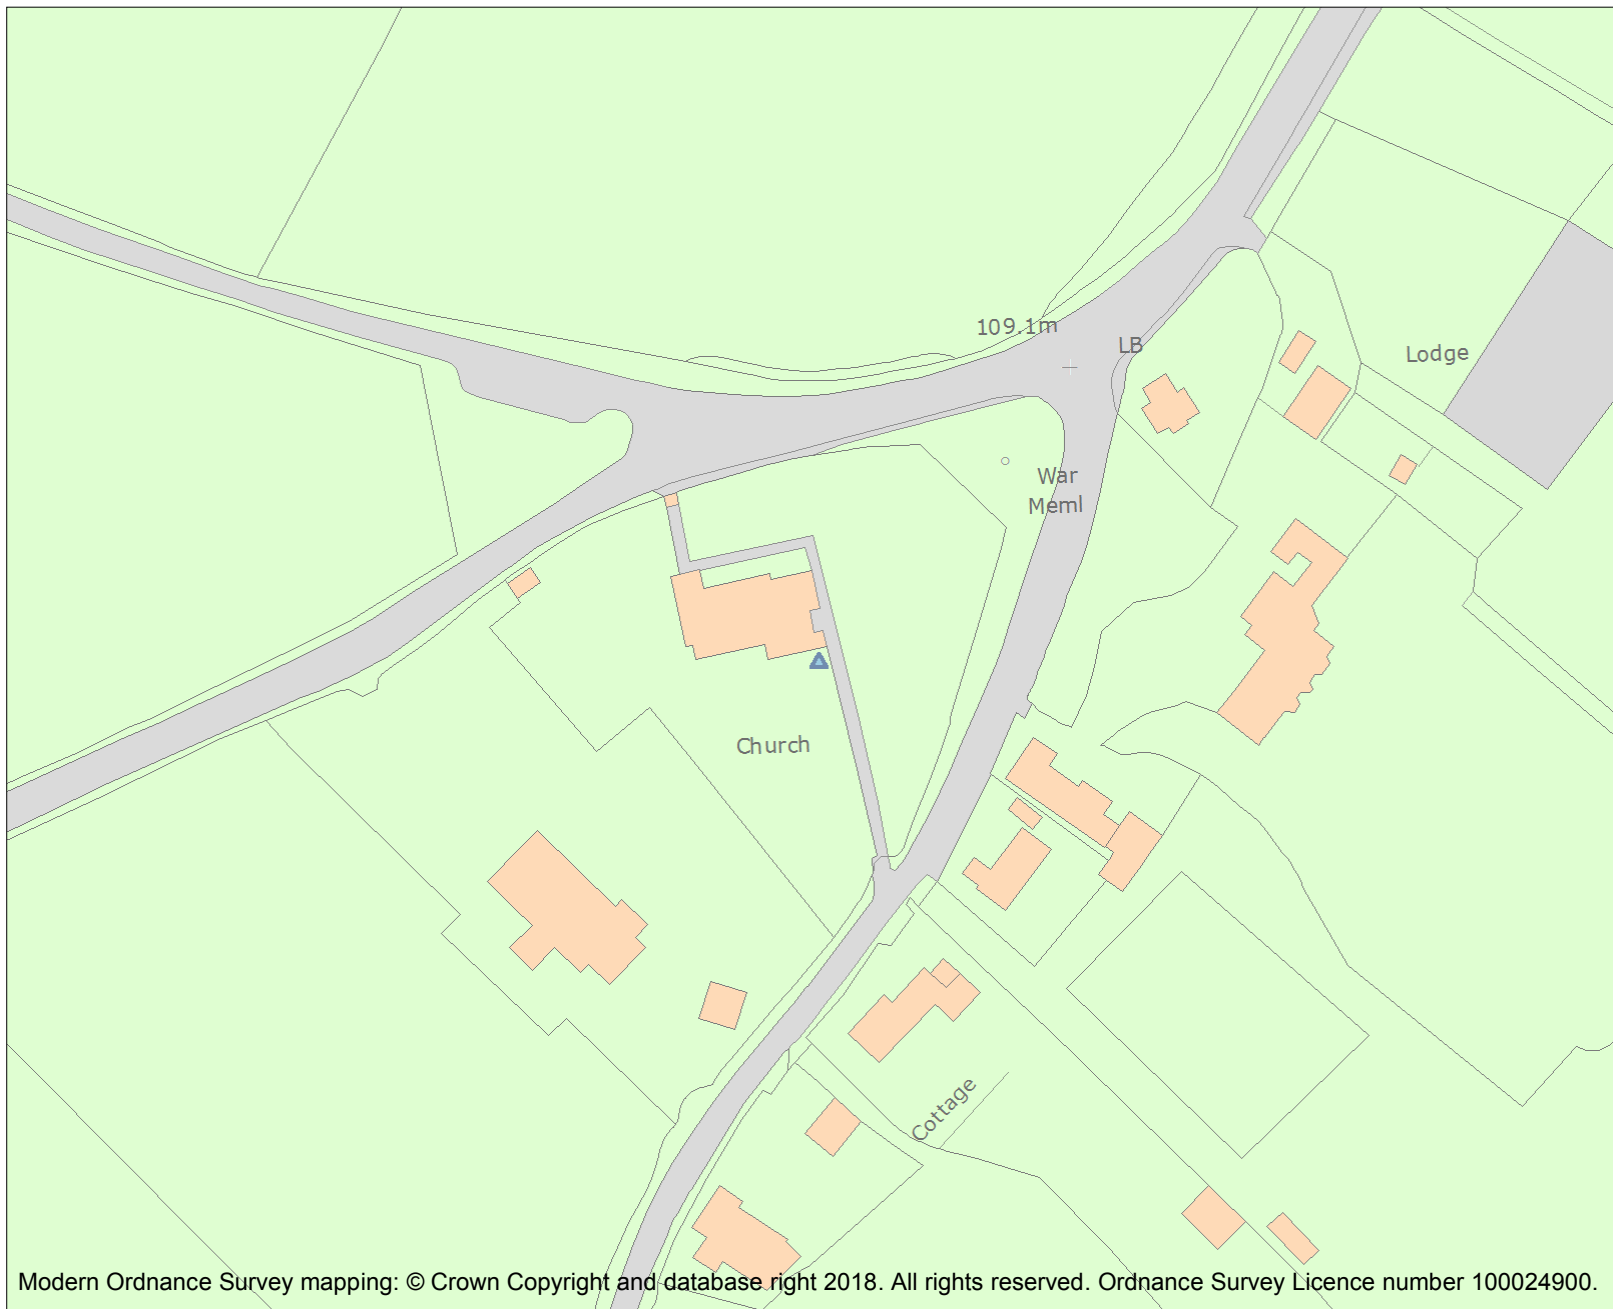 109.1m
LB
Lodge
War
Meml
Church
Cottage
Modern Ordnance Survey mapping: © Crown Copyright and database right 2018. All rights reserved. Ordnance Survey Licence number 100024900.